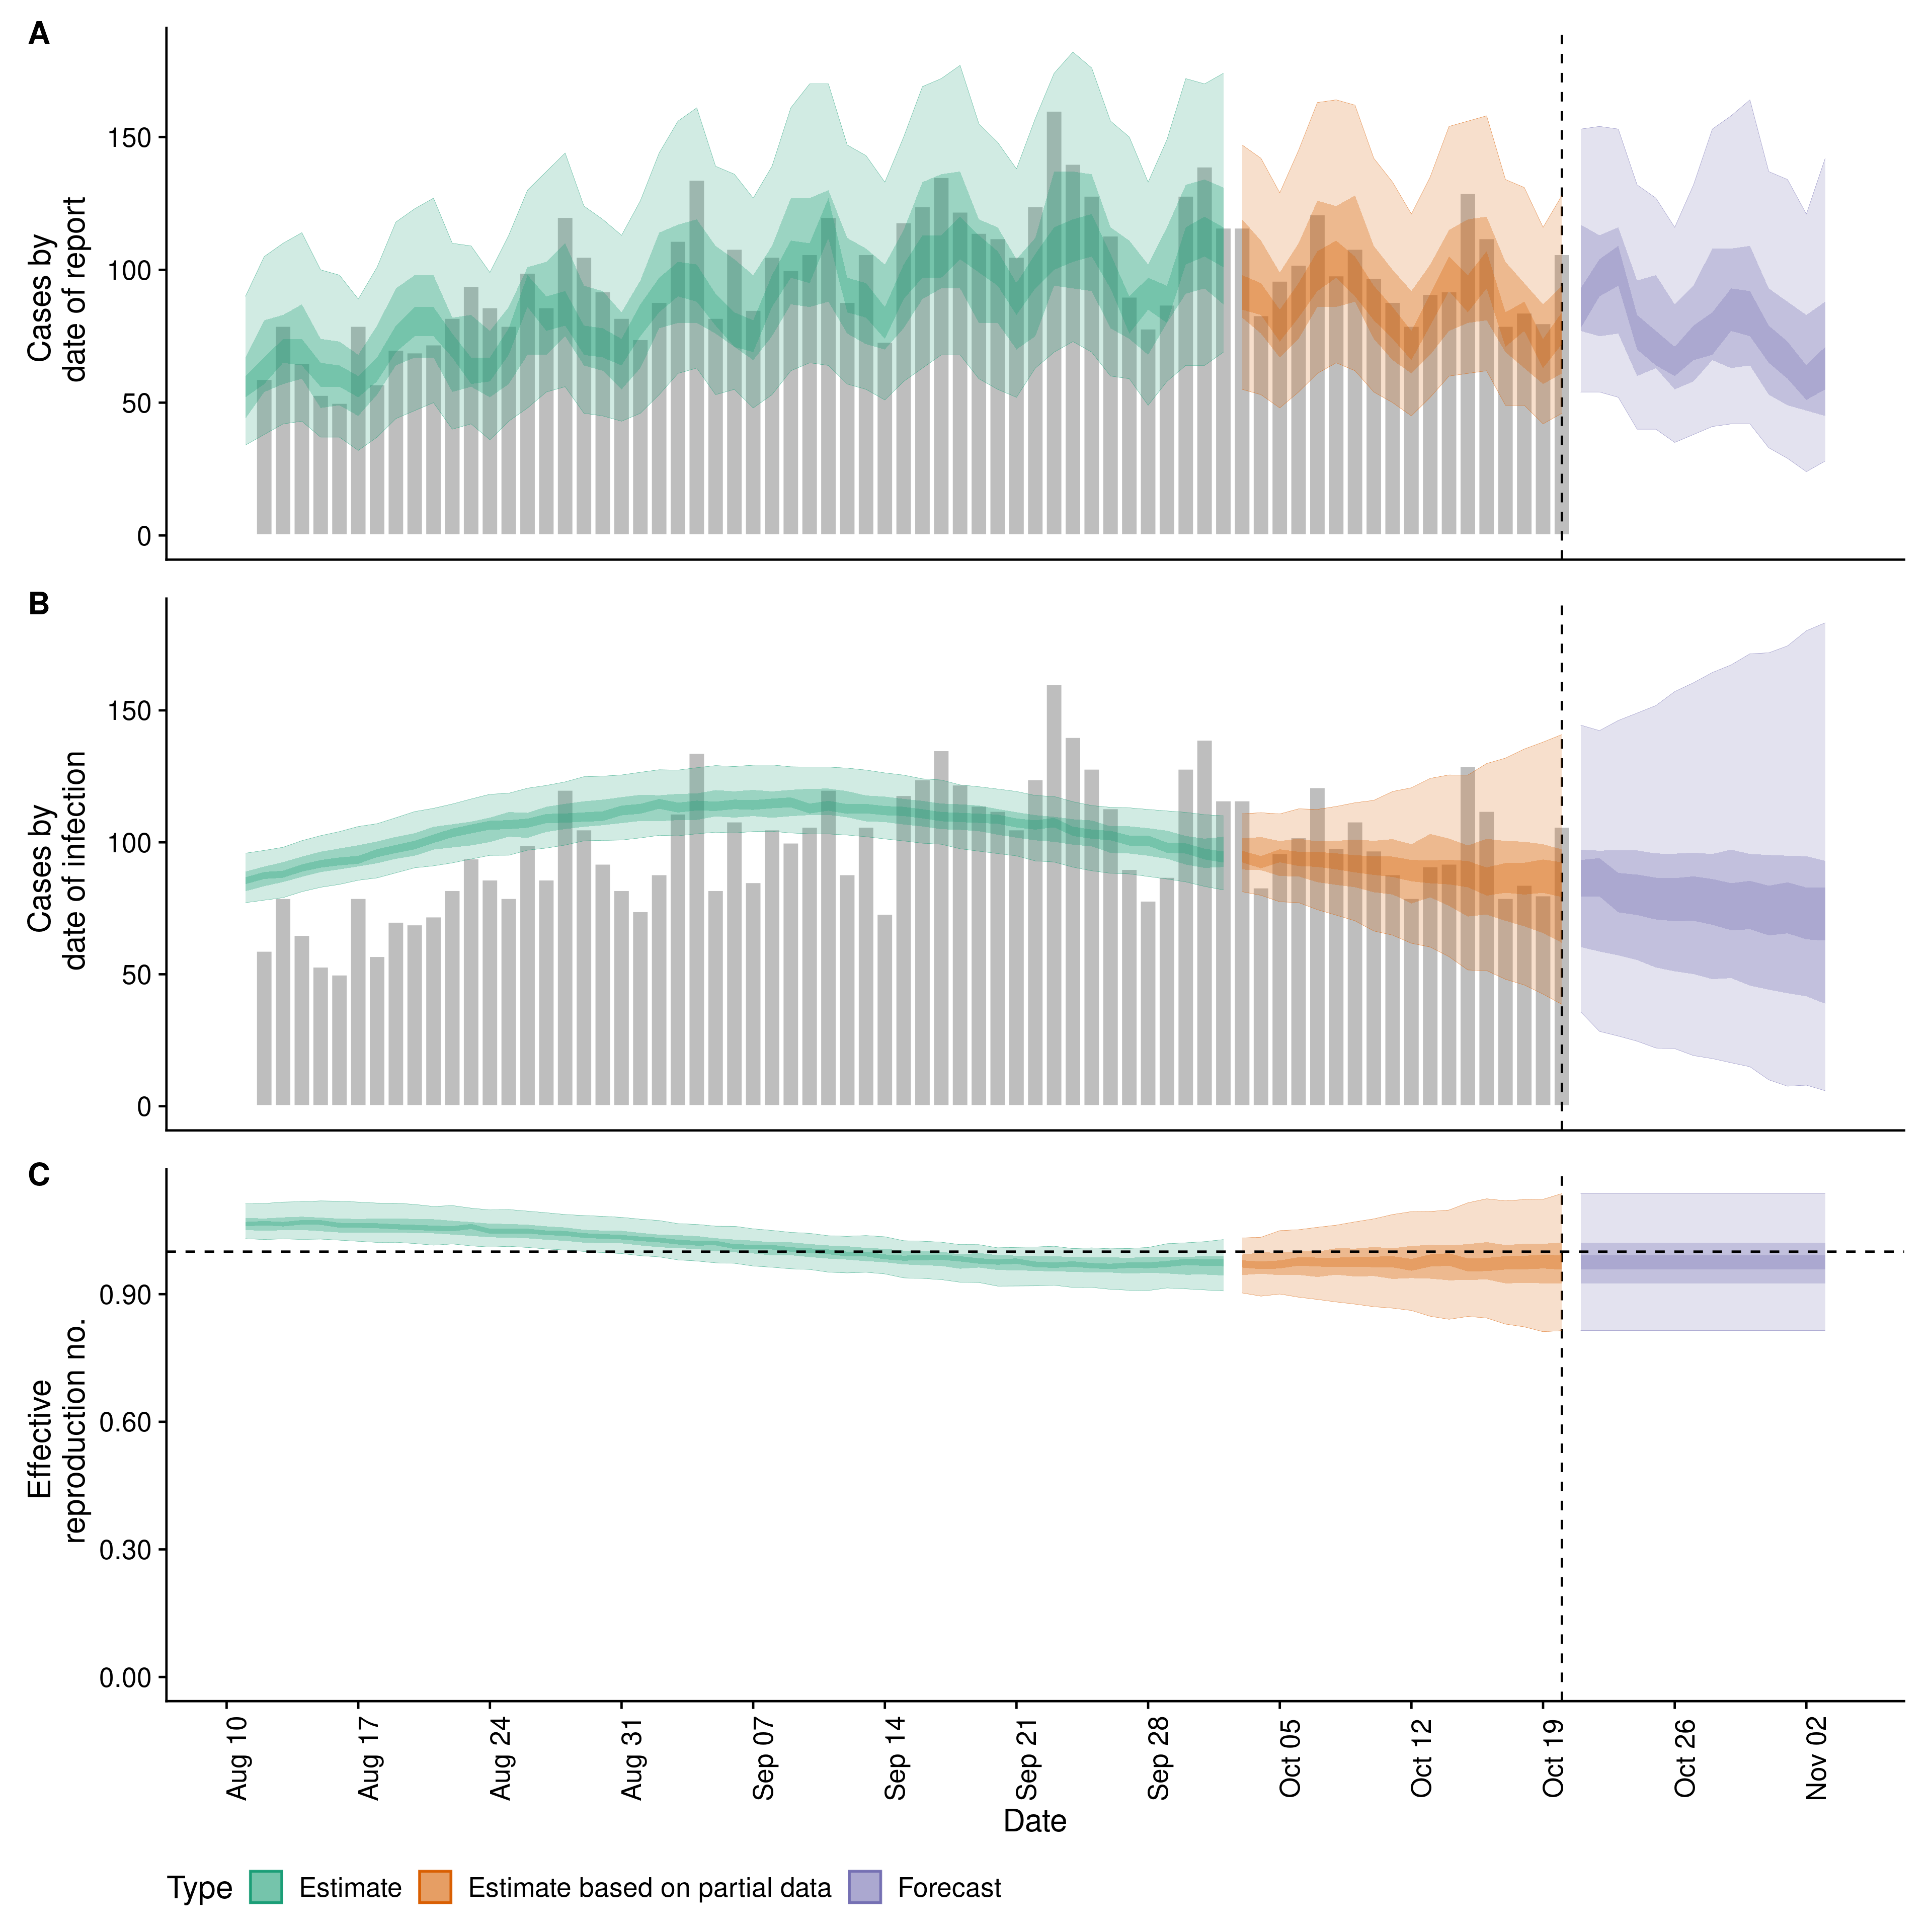 A
Cases by
date of report
150
100
50
0
B
Cases by
date of infection
150
100
50
0
C
Effective
reproduction no.
0.90
0.60
0.30
0.00
Aug 10
Aug 17
Aug 24
Aug 31
Sep 07
Sep 14
Sep 21
Sep 28
Oct 05
Oct 12
Oct 19
Oct 26
Nov 02
Date
Type Estimate Estimate based on partial data Forecast